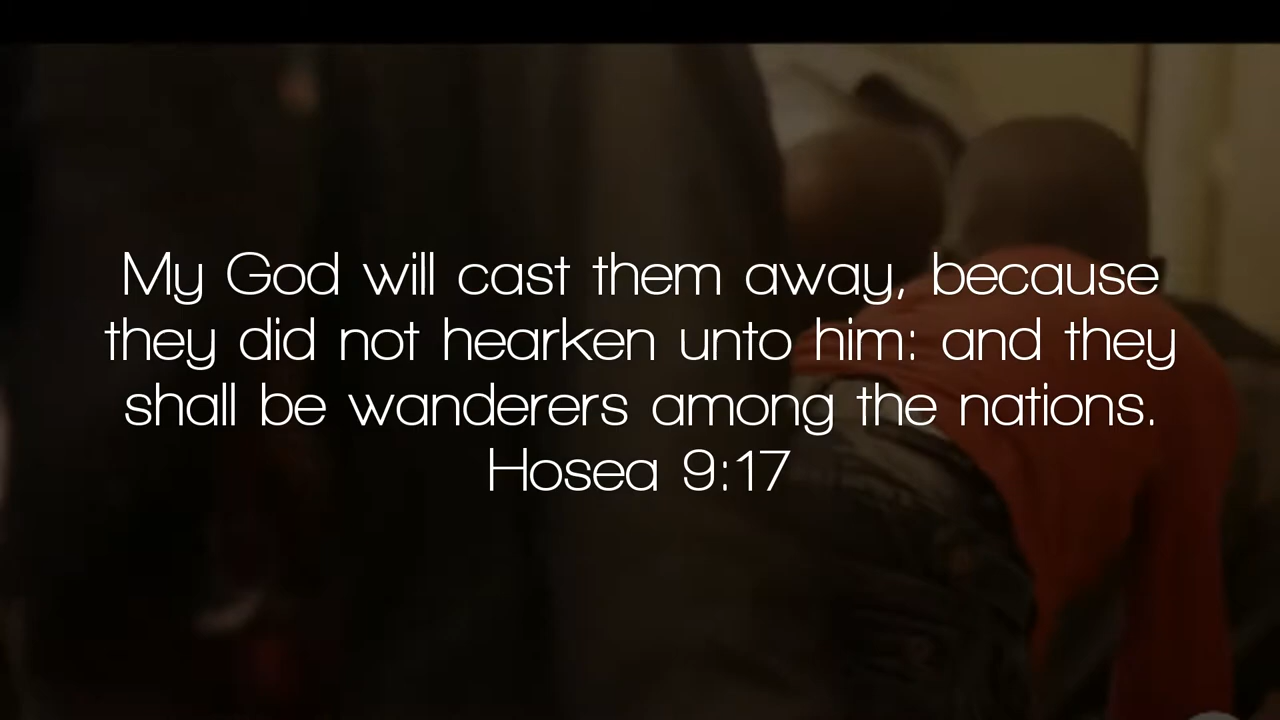 My God will cast them away, because
they did not hearken unto him: and they
shall be wanderers among the nations.
Hosea 9:17